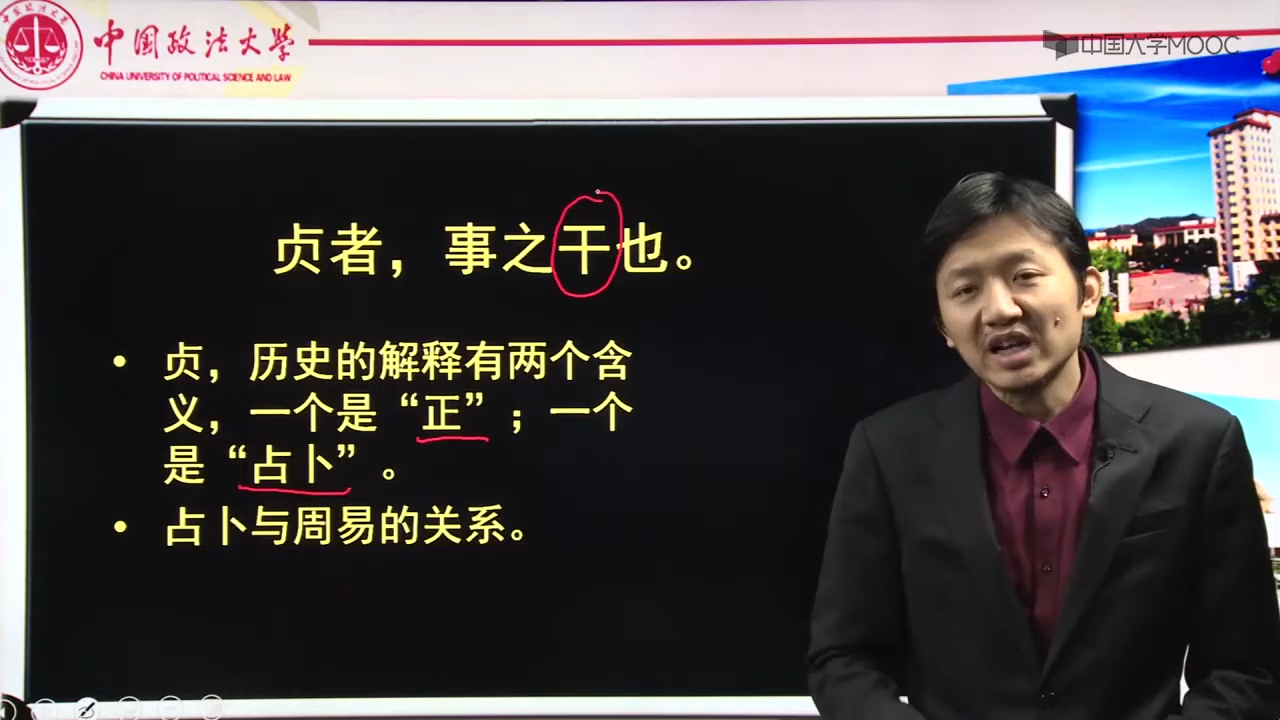 中国政法大学
CHINA UNIVERSITY OF POLITICAL SCIENCE AND LAW
中国大学MOOC
贞者，事之干也。
• 贞，历史的解释有两个含
义，一个是“正”；一个
是“占卜”。
• 占卜与周易的关系。